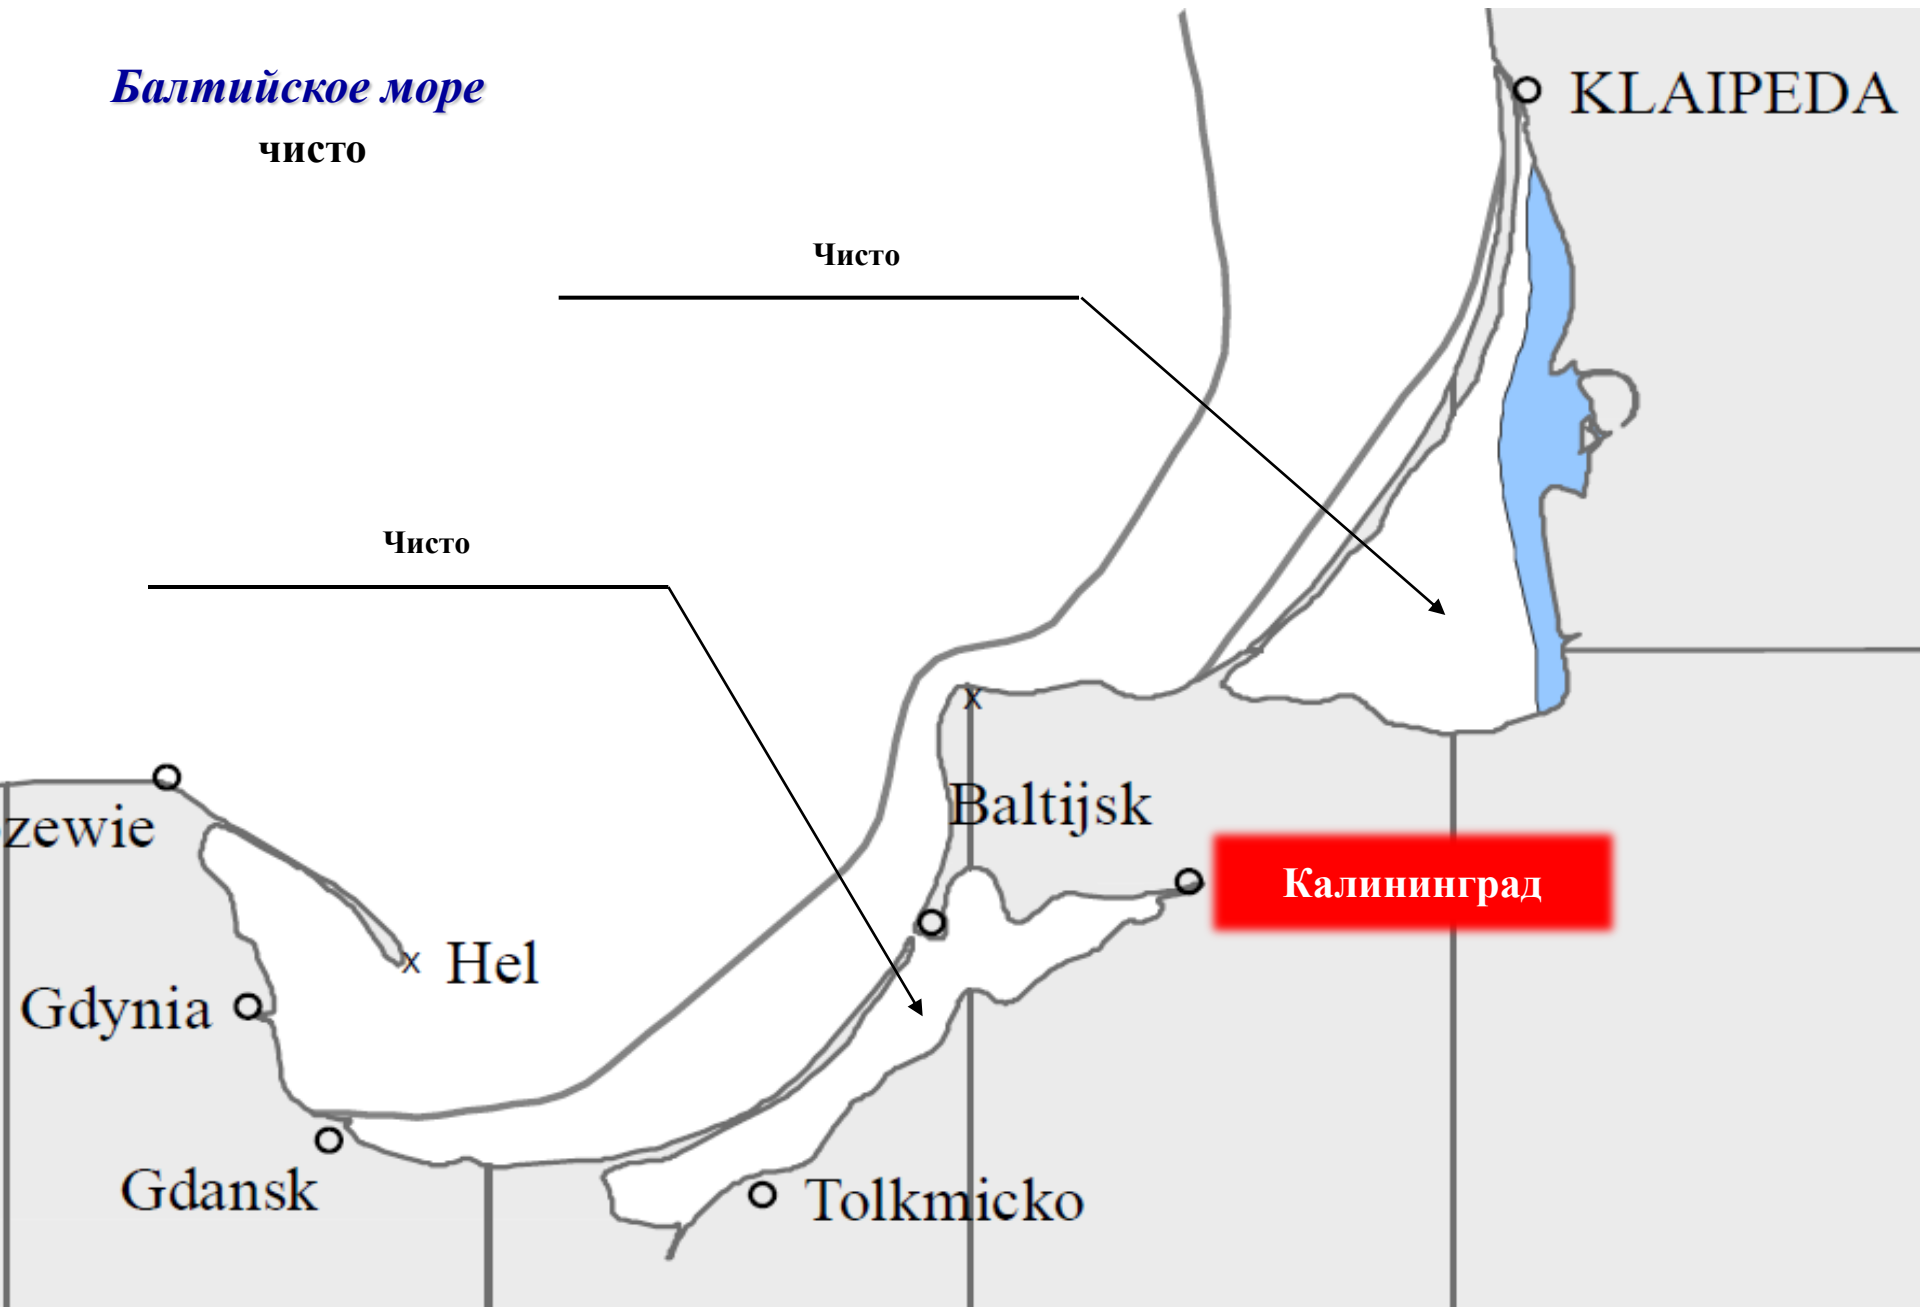 Балтийское море
чисто
KLAIPEDA
Чисто
Чисто
Baltijsk
zewie
Калининград
Hel
Gdynia
Gdansk
Tolkmicko